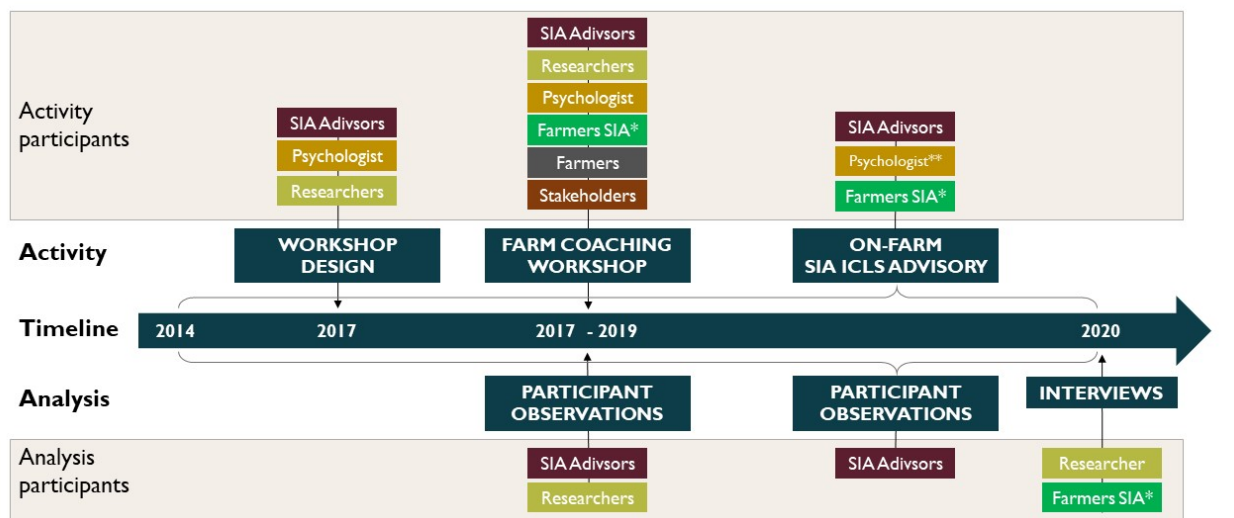 Activity
participants
SIA Adivsors
Psychologist
Researchers
SIA Adivsors
Researchers
Psychologist
Farmers SIA*
Farmers
Stakeholders
SIA Adivsors
Psychologist**
Farmers SIA*
Activity
WORKSHOP
DESIGN
FARM COACHING
WORKSHOP
ON-FARM
SIA ICLS ADVISORY
Timeline
2014
2017
2017 - 2019
2020
Analysis
PARTICIPANT
OBSERVATIONS
PARTICIPANT
OBSERVATIONS
INTERVIEWS
Analysis
participants
SIA Adivsors
Researchers
SIA Adivsors
Researcher
Farmers SIA*